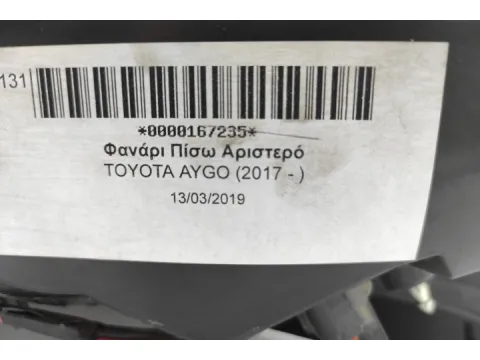 131
*0000167235*
Φανάρι Πίσω Αριστερό
TOYOTA AYGO (2017 - )
13/03/2019